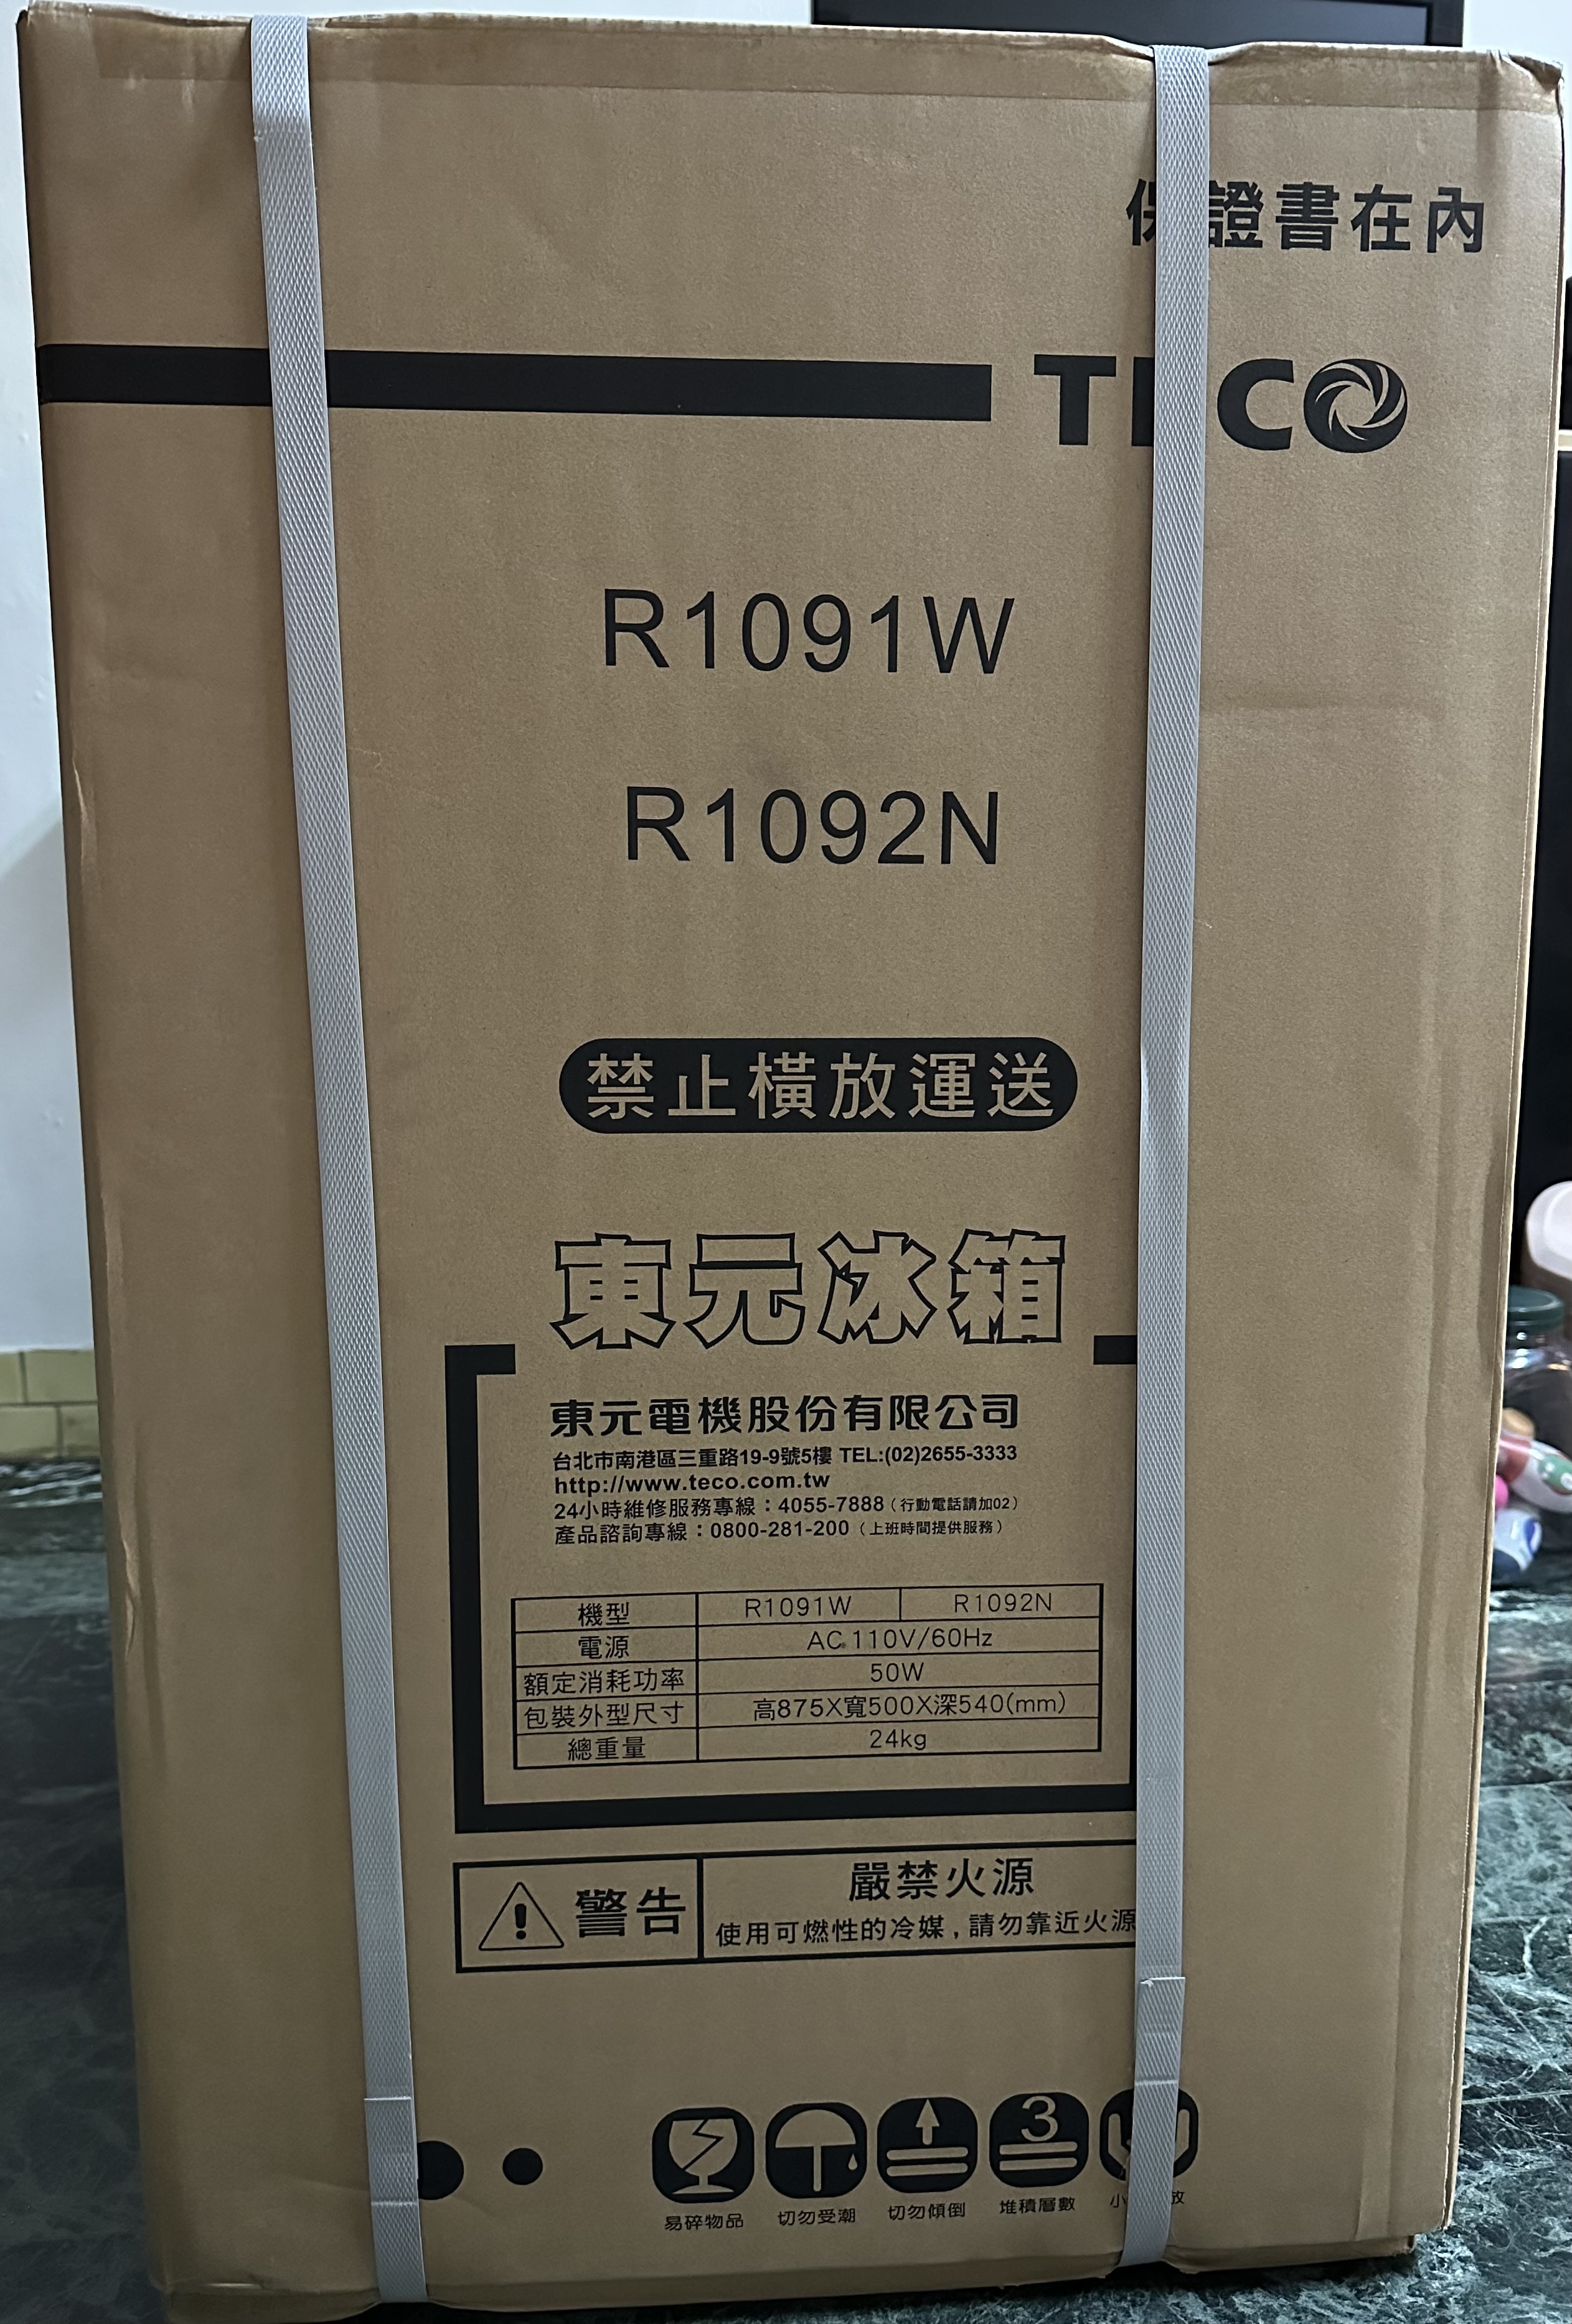 保證書在內
TECO
R1091W
R1092N
禁止橫放運送
東元冰箱
東元電機股份有限公司
台北市南港區三重路19-9號5樓 TEL:(02)2655-3333
http://www.teco.com.tw
24小時維修服務專線：4055-7888（行動電話請加02）
產品諮詢專線：0800-281-200（上班時間提供服務）
機型 R1091W R1092N
電源 AC 110V/60Hz
額定消耗功率 50W
包裝外型尺寸 高875X寬500X深540(mm)
總重量 24kg
警告 嚴禁火源
使用可燃性的冷媒，請勿靠近火源
3
易碎物品 切勿受潮 切勿傾倒 堆積層數